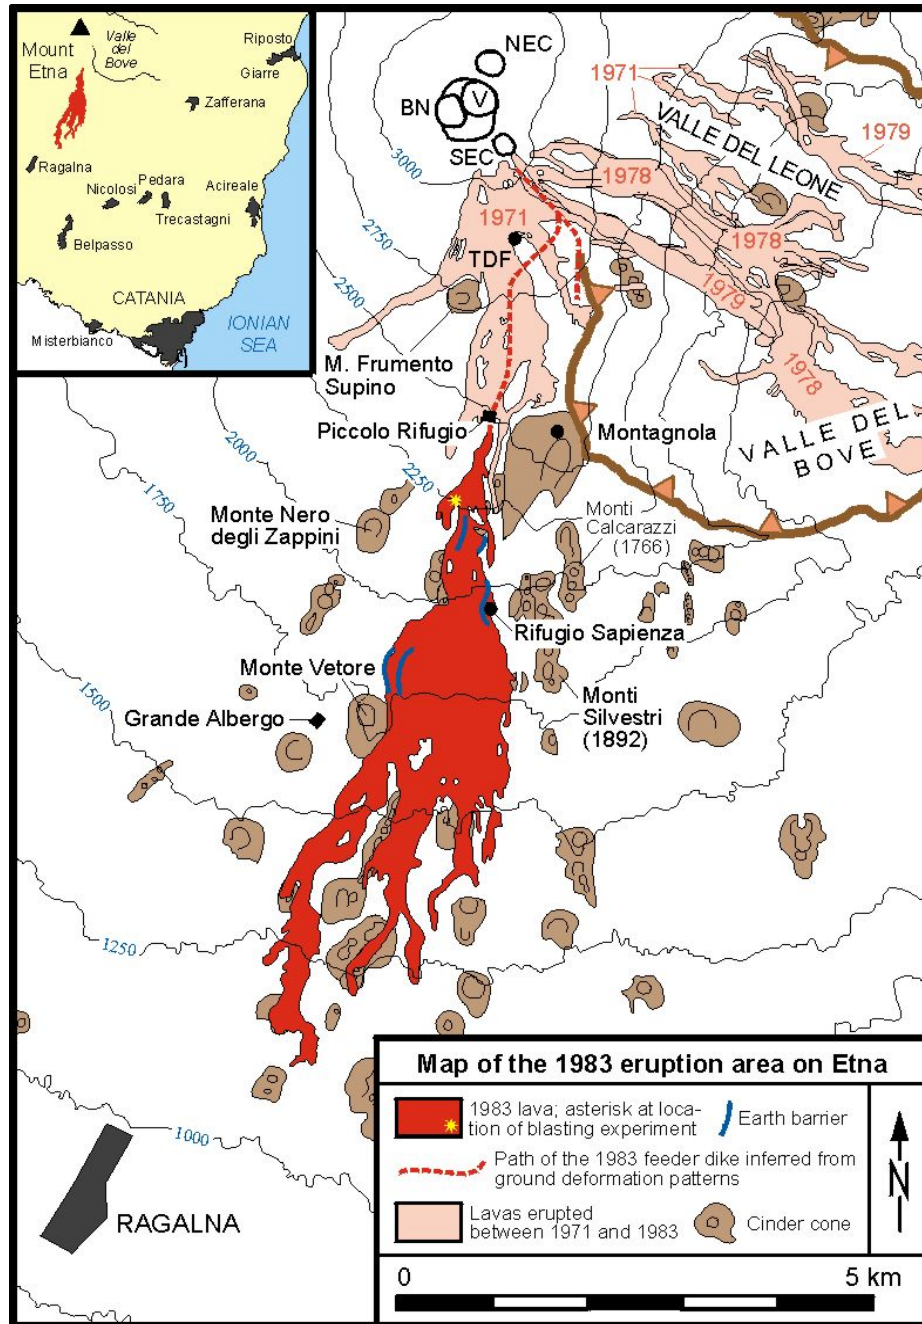 Mount
Etna
Valle
del
Bove
Riposto
Giarre
Zafferana
Ragalna
Nicolosi
Pedara
Acireale
Trecastagni
Belpasso
CATANIA
Misterbianco
IONIAN
SEA
NEC
BN
V
SEC
3000
2750
2500
1971
1971
1978
VALLE DEL LEONE
1979
1978
TDF
1979
1978
M. Frumento
Supino
Piccolo Rifugio
Montagnola
VALLE DEL
BOVE
2000
1750
2250
Monte Nero
degli Zappini
Monti
Calcarazzi
(1766)
Rifugio Sapienza
Monte Vetore
1500
Grande Albergo
Monti
Silvestri
(1892)
1250
1000
RAGALNA
Map of the 1983 eruption area on Etna
1983 lava; asterisk at loca-
tion of blasting experiment
Earth barrier
Path of the 1983 feeder dike inferred from
ground deformation patterns
Lavas erupted
between 1971 and 1983
Cinder cone
N
0
5 km